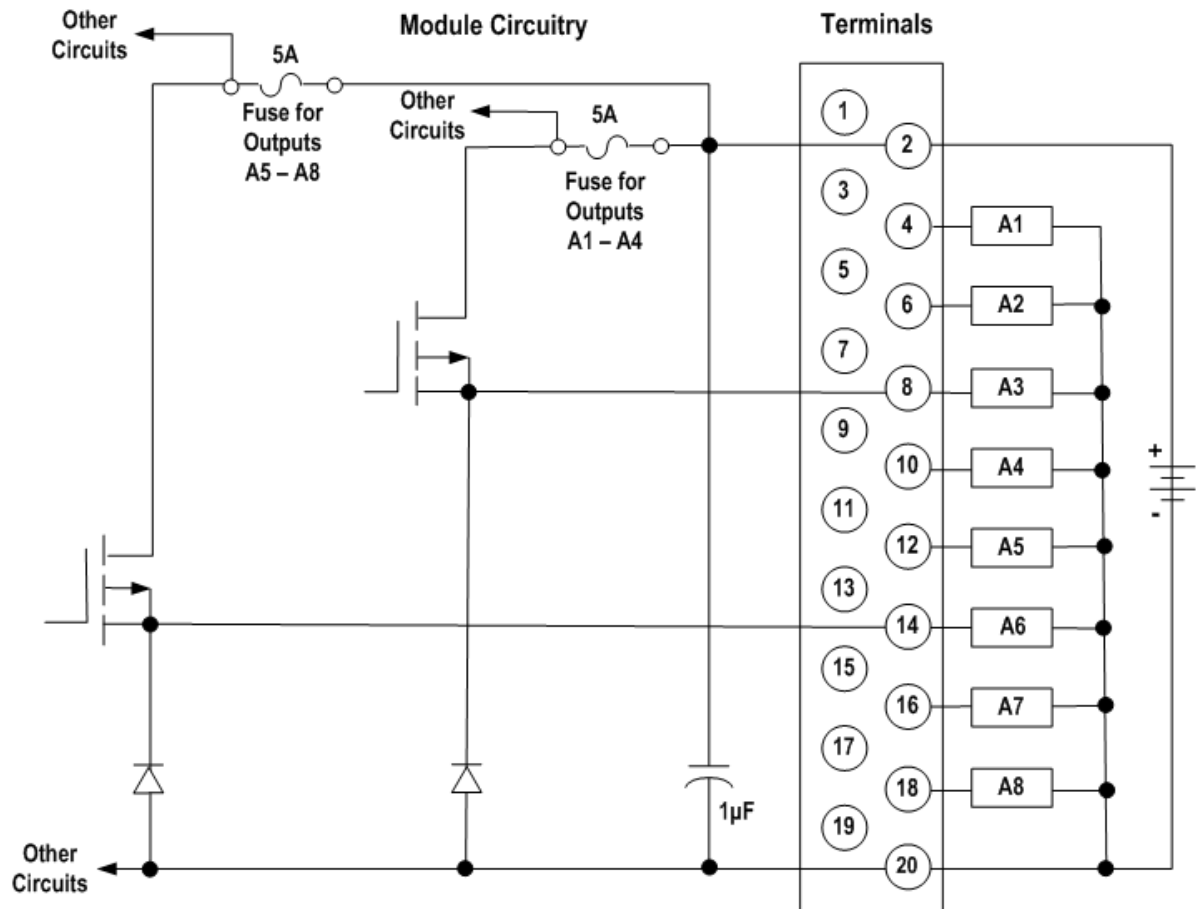 Other
Circuits
Module Circuitry
Terminals
5A
Fuse for
Outputs
A5 – A8
Other
Circuits
5A
Fuse for
Outputs
A1 – A4
1
2
3
4
A1
5
6
A2
7
8
A3
9
10
A4
11
12
A5
13
14
A6
15
16
A7
17
18
A8
19
20
+
-
1µF
Other
Circuits